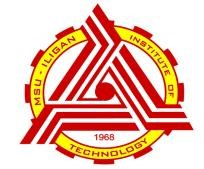 MSU - ILIGAN
INSTITUTE OF
TECHNOLOGY
1968